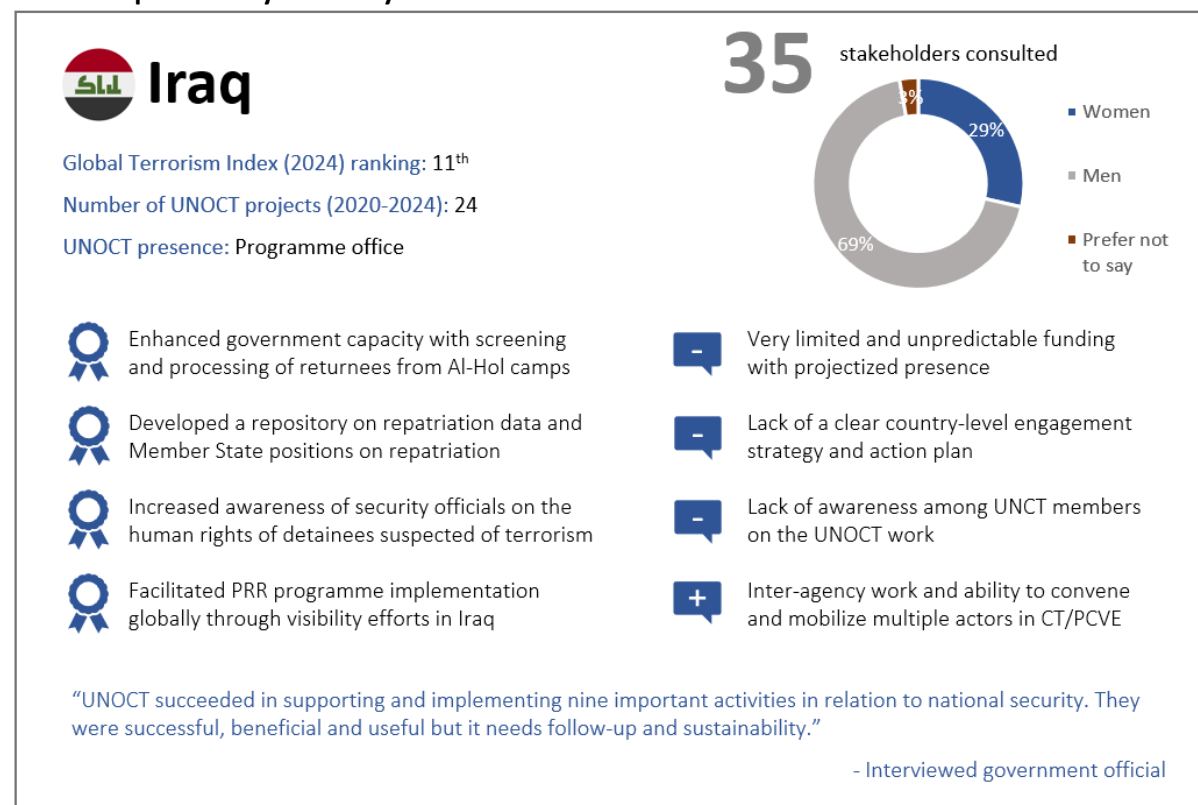 Iraq
Global Terrorism Index (2024) ranking: 11th
Number of UNOCT projects (2020-2024): 24
UNOCT presence: Programme office
35
stakeholders consulted
3%
29%
69%
Women
Men
Prefer not
to say
Enhanced government capacity with screening
and processing of returnees from Al-Hol camps
Developed a repository on repatriation data and
Member State positions on repatriation
Increased awareness of security officials on the
human rights of detainees suspected of terrorism
Facilitated PRR programme implementation
globally through visibility efforts in Iraq
-
Very limited and unpredictable funding
with projectized presence
-
Lack of a clear country-level engagement
strategy and action plan
-
Lack of awareness among UNCT members
on the UNOCT work
+
Inter-agency work and ability to convene
and mobilize multiple actors in CT/PCVE
“UNOCT succeeded in supporting and implementing nine important activities in relation to national security. They
were successful, beneficial and useful but it needs follow-up and sustainability.”
- Interviewed government official